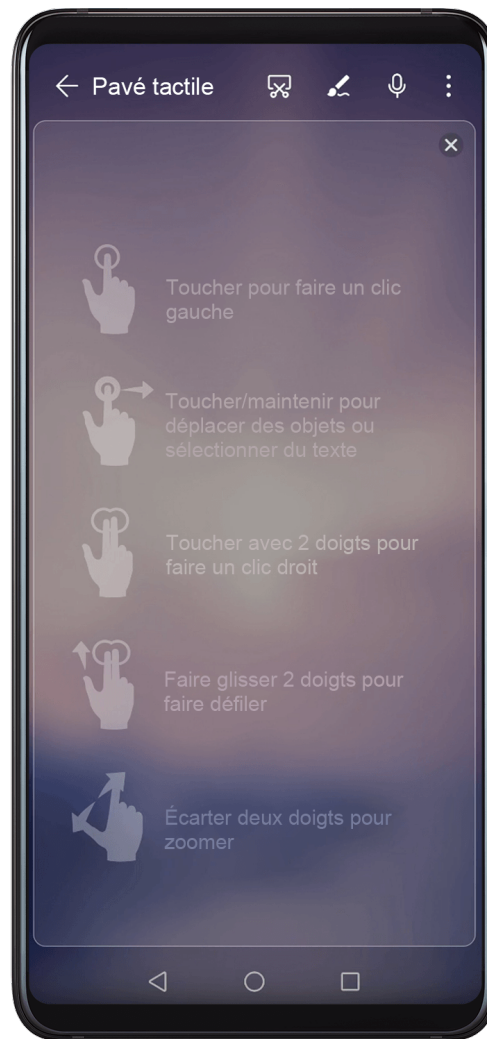 Pavé tactile
Toucher pour faire un clic
gauche
Toucher/maintenir pour
déplacer des objets ou
sélectionner du texte
Toucher avec 2 doigts pour
faire un clic droit
Faire glisser 2 doigts pour
faire défiler
Écarter deux doigts pour
zoomer